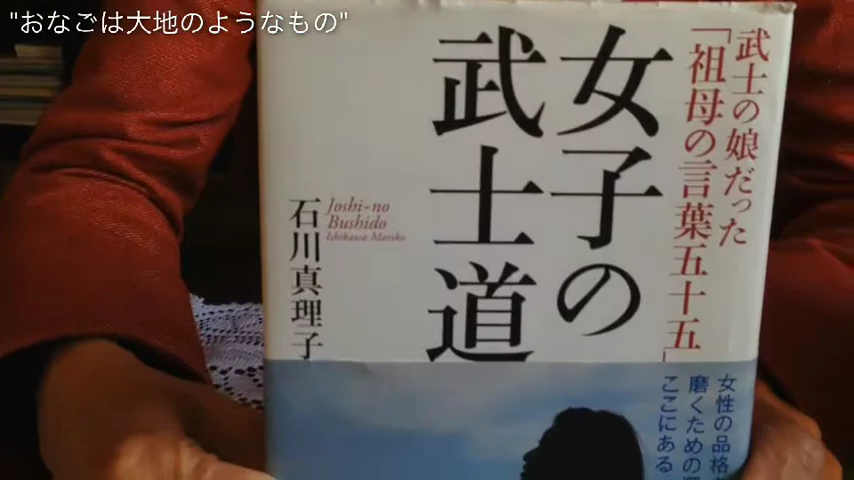 "おなごは大地のようなもの"
武士の娘だった
「祖母の言葉五十五」
女子の
武士道
Joshi-no
Bushido
Ishikawa Mariko
石川真理子
女性の品格を
磨くための
ここにある